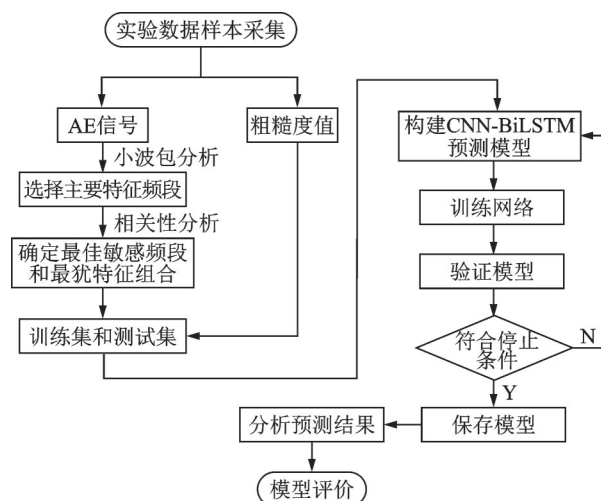 实验数据样本采集
AE信号
粗糙度值
小波包分析
选择主要特征频段
相关性分析
确定最佳敏感频段
和最犹特征组合
训练集和测试集
构建CNN-BiLSTM
预测模型
训练网络
验证模型
符合停止
条件
N
Y
保存模型
分析预测结果
模型评价